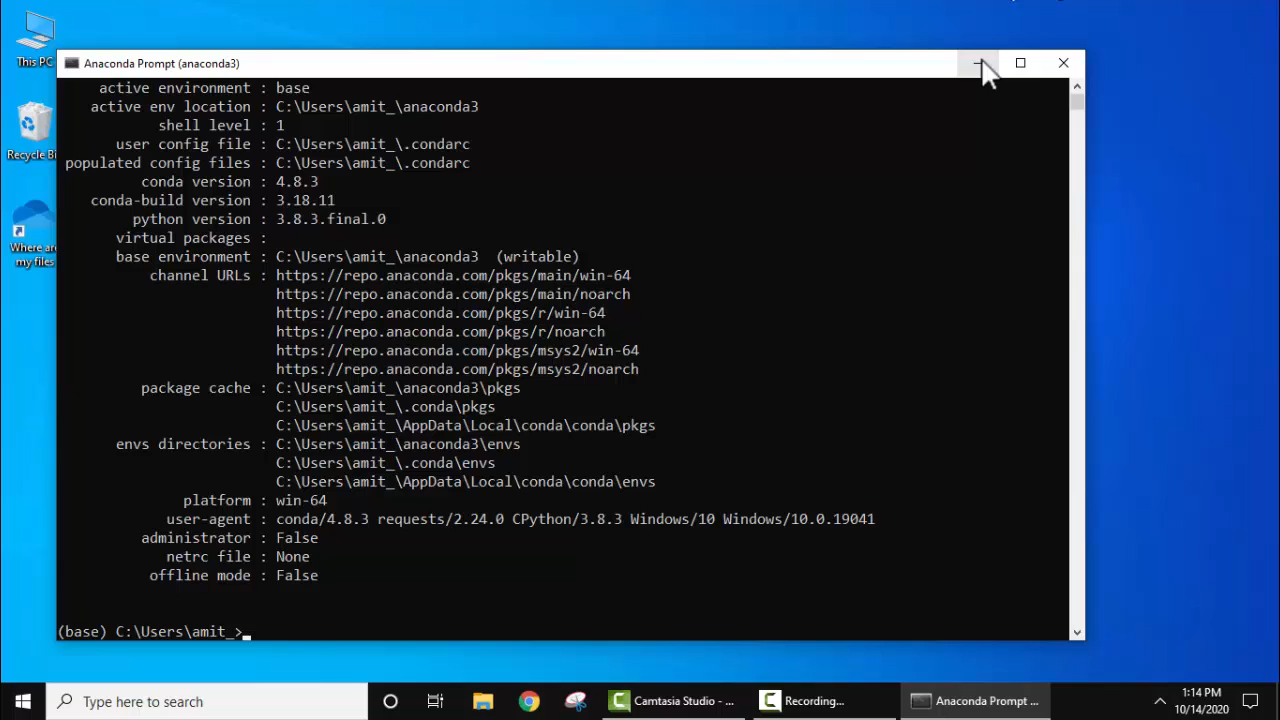 This PC
Anaconda Prompt (anaconda3)
active environment : base
active env location : C:\Users\amit_\anaconda3
shell level : 1
user config file : C:\Users\amit_\.condarc
populated config files : C:\Users\amit_\.condarc
conda version : 4.8.3
conda-build version : 3.18.11
python version : 3.8.3.final.0
virtual packages :
base environment : C:\Users\amit_\anaconda3  (writable)
channel URLs : https://repo.anaconda.com/pkgs/main/win-64
https://repo.anaconda.com/pkgs/main/noarch
https://repo.anaconda.com/pkgs/r/win-64
https://repo.anaconda.com/pkgs/r/noarch
https://repo.anaconda.com/pkgs/msys2/win-64
https://repo.anaconda.com/pkgs/msys2/noarch
package cache : C:\Users\amit_\anaconda3\pkgs
C:\Users\amit_\.conda\pkgs
C:\Users\amit_\AppData\Local\conda\conda\pkgs
envs directories : C:\Users\amit_\anaconda3\envs
C:\Users\amit_\.conda\envs
C:\Users\amit_\AppData\Local\conda\conda\envs
platform : win-64
user-agent : conda/4.8.3 requests/2.24.0 CPython/3.8.3 Windows/10 Windows/10.0.19041
administrator : False
netrc file : None
offline mode : False
(base) C:\Users\amit_>
Recycle Bi
Where are
my files
Type here to search
Camtasia Studio - ...
Recording...
Anaconda Prompt ...
1:14 PM
10/14/2020